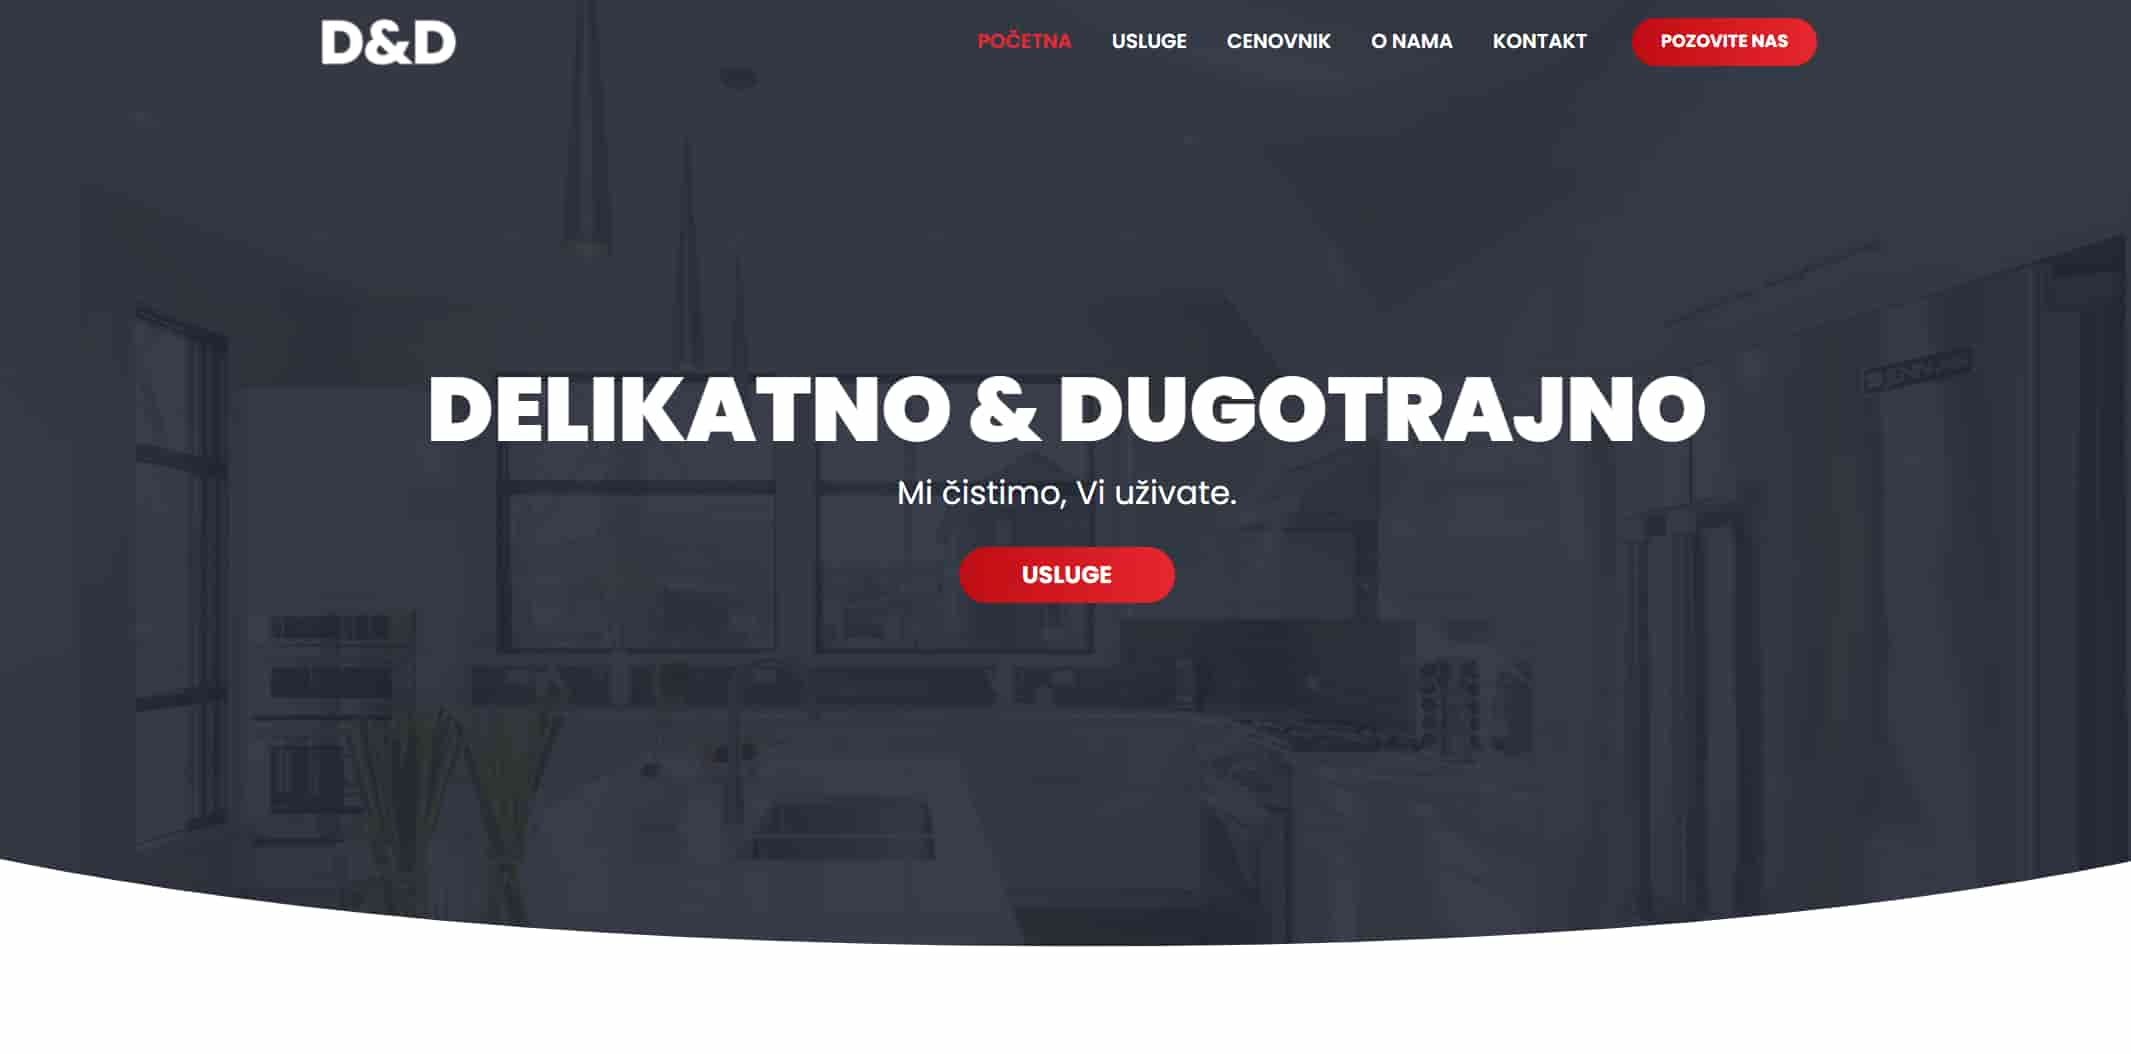 D&D
POČETNA USLUGE CENOVNIK O NAMA KONTAKT POZOVITE NAS
DELIKATNO & DUGOTRAJNO
Mi čistimo, Vi uživate.
USLUGE